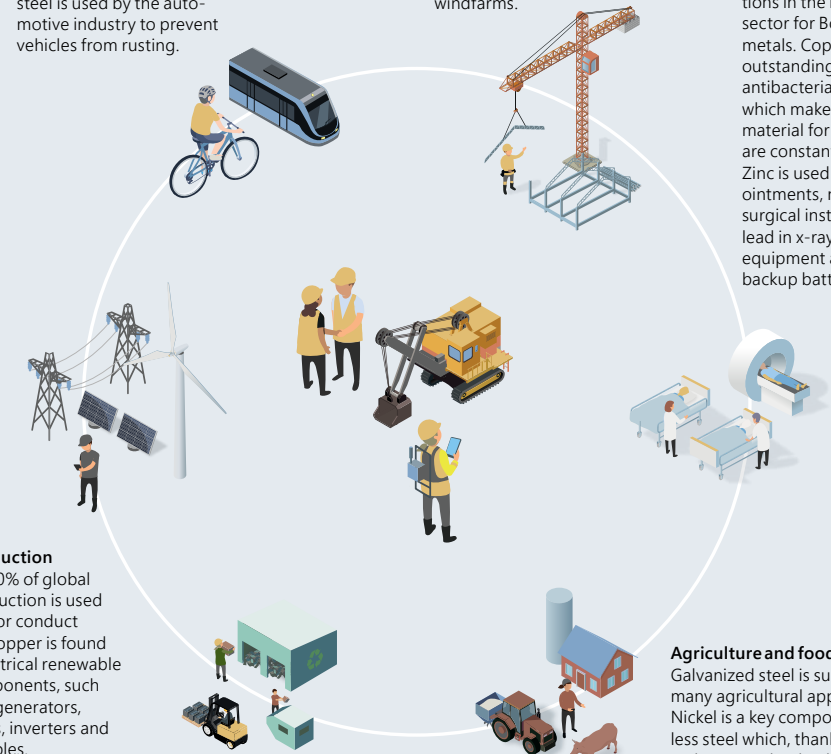 steel is used by the auto-
motive industry to prevent
vehicles from rusting.
windfarms.
tions in the
sector for
metals.
outstanding
antibacterial
which make
material for
are constan
Zinc is used
ointments,
surgical inst
lead in x-ray
equipment
backup batt
uction
0% of global
uction is used
or conduct
opper is found
trical renewable
ponents, such
generators,
, inverters and
ples.
Agriculture and food
Galvanized steel is su
many agricultural app
Nickel is a key compo
less steel which, than